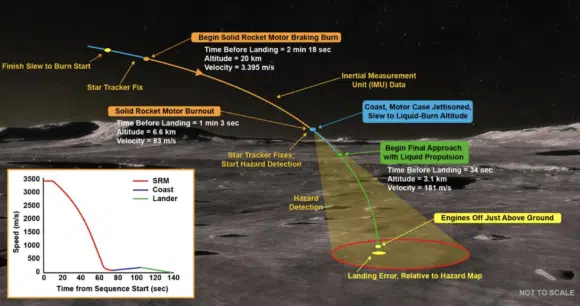 Begin Solid Rocket Motor Braking Burn
Time Before Landing = 2 min 18 sec
Altitude = 20 km
Velocity = 3.395 m/s
Finish Slew to Burn Start
Star Tracker Fix
Inertial Measurement
Unit (IMU) Data
Solid Rocket Motor Burnout
Time Before Landing = 1 min 3 sec
Altitude = 6.6 km
Velocity = 83 m/s
Coast, Motor Case Jettisoned,
Slew to Liquid-Burn Altitude
Star Tracker Fixes;
Start Hazard Detection
Begin Final Approach
with Liquid Propulsion
Time Before Landing = 34 sec
Altitude = 3.1 km
Velocity = 181 m/s
Hazard
Detection
Engines Off Just Above Ground
Landing Error, Relative to Hazard Map
NOT TO SCALE
3500
3000
2500
2000
1500
1000
500
0
Speed (m/s)
SRM
Coast
Lander
0 20 40 60 80 100 120 140
Time from Sequence Start (sec)